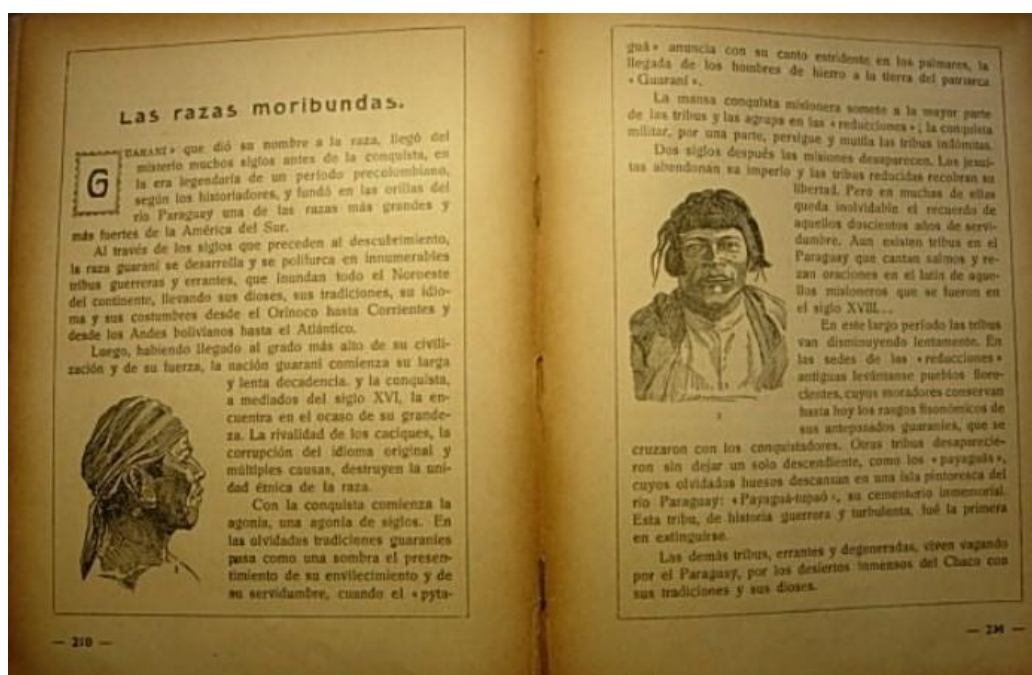 Las razas moribundas.
GUARANI» que dió su nombre a la raza, llegó del
misterio muchos siglos antes de la conquista, en
la era legendaria de un período precolombiano,
según los historiadores, y fundó en las orillas del
río Paraguay una de las razas más grandes y
más fuertes de la América del Sur.
Al través de los siglos que preceden al descubrimiento,
la raza guaraní se desarrolla y se polifurca en innumerables
tribus guerreras y errantes, que inundan todo el Noroeste
del continente, llevando sus dioses, sus tradiciones, su idio-
ma y sus costumbres desde el Orinoco hasta Corrientes y
desde los Andes bolivianos hasta el Atlántico.
Luego, habiendo llegado al grado más alto de su civili-
zación y de su fuerza, la nación guaraní comienza su larga
y lenta decadencia. y la conquista,
a mediados del siglo XVI, la en-
cuentra en el ocaso de su grande-
za. La rivalidad de los caciques, la
corrupción del idioma original y
múltiples causas, destruyen la uni-
dad étnica de la raza.
Con la conquista comienza la
agonía, una agonía de siglos. En
las olvidadas tradiciones guaraníes
pasa como una sombra el presen-
timiento de su envilecimiento y de
su servidumbre, cuando el «pyta-
— 210 —
guá» anuncia con su canto estridente en los palmares, la
llegada de los hombres de hierro a la tierra del patriarca
«Guaraní».
La mansa conquista misionera somete a la mayor parte
de las tribus y las agrupa en las «reducciones»; la conquista
militar, por una parte, persigue y mutila las tribus indómitas.
Dos siglos después las misiones desaparecen. Los jesuí-
tas abandonan su imperio y las tribus reducidas recobran su
libertad. Pero en muchas de ellas
queda inolvidable el recuerdo de
aquellos doscientos años de servi-
dumbre. Aun existen tribus en el
Paraguay que cantan salmos y re-
zan oraciones en el latín de aque-
llos misioneros que se fueron en
el siglo XVIII...
En este largo período las tribus
van disminuyendo lentamente. En
las sedes de las «reducciones»
antiguas levántanse pueblos flore-
cientes, cuyos moradores conservan
hasta hoy los rasgos fisonómicos de
sus antepasados guaraníes, que se
cruzaron con los conquistadores. Otras tribus desaparecie-
ron sin dejar un solo descendiente, como los «payaguás»,
cuyos olvidados huesos descansan en una isla pintoresca del
río Paraguay: «Payaguá-tupaó», su cementerio inmemorial.
Esta tribu, de historia guerrera y turbulenta, fué la primera
en extinguirse.
Las demás tribus, errantes y degeneradas, viven vagando
por el Paraguay, por los desiertos inmensos del Chaco con
sus tradiciones y sus dioses.